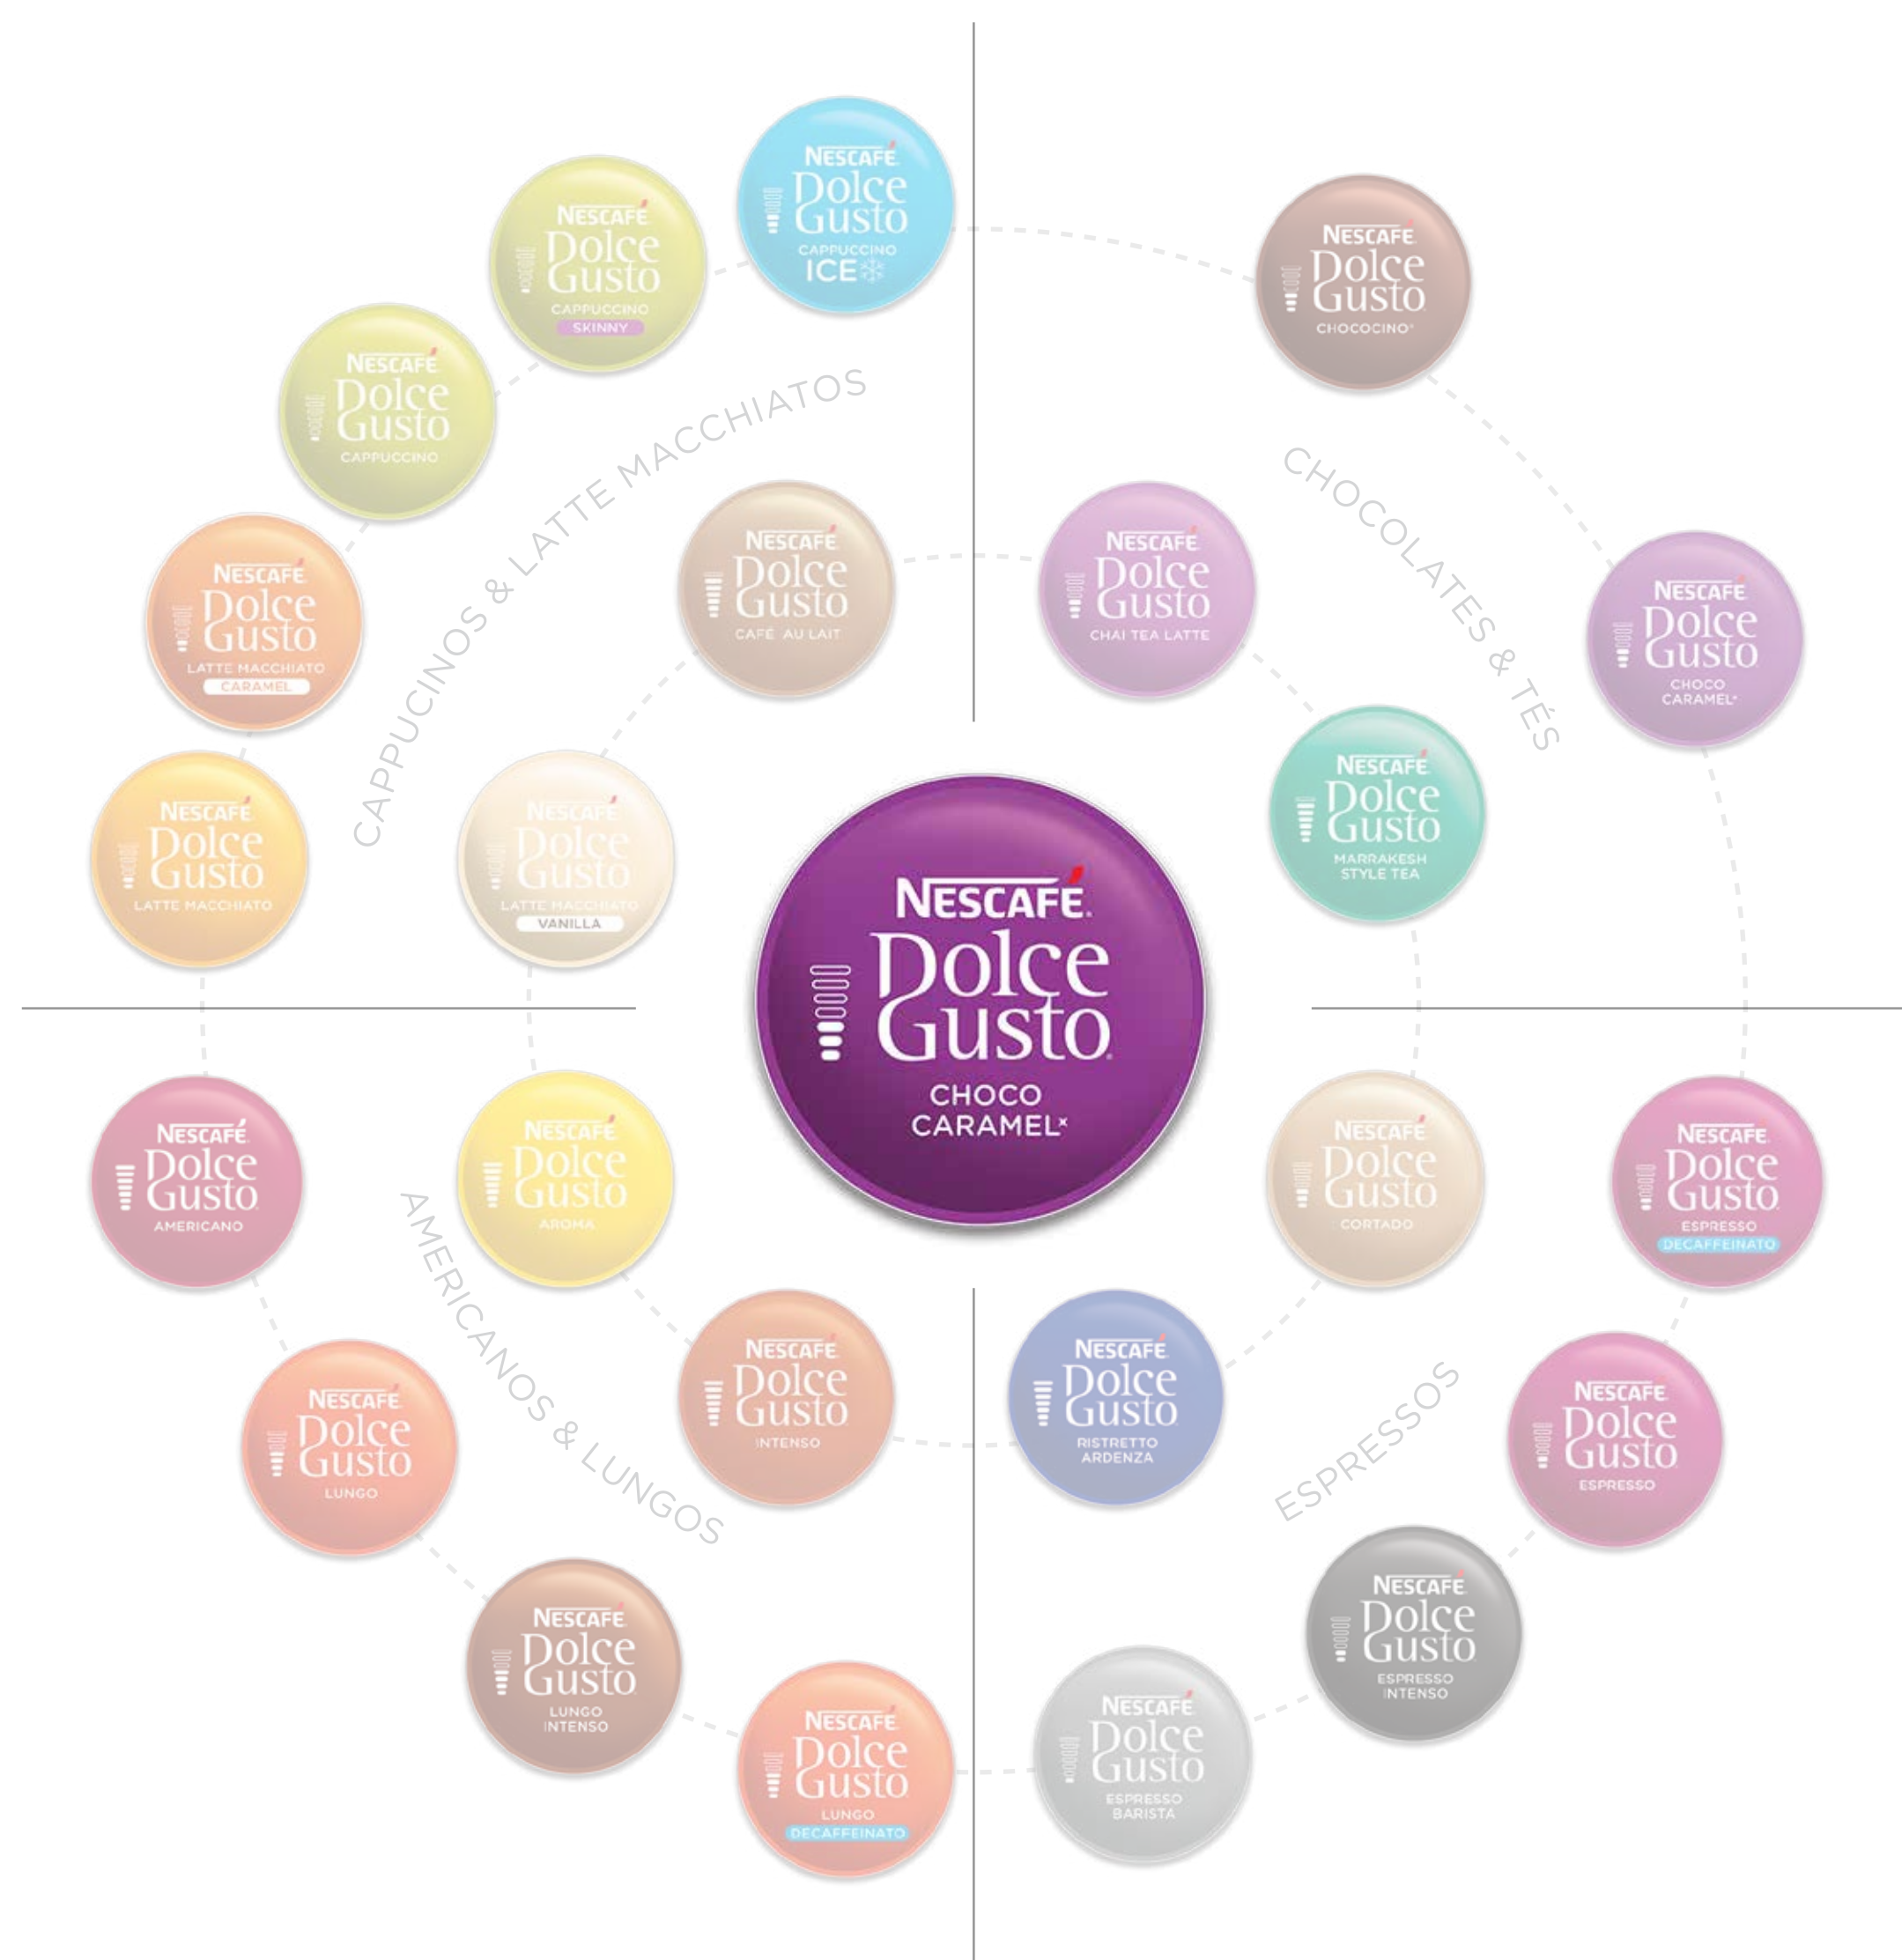 NESCAFÉ
Dolce
Gusto
CAPPUCCINO
ICE
NESCAFÉ
Dolce
Gusto
CAPPUCCINO
SKINNY
NESCAFÉ
Dolce
Gusto
CAPPUCCINO
NESCAFÉ
Dolce
Gusto
LATTE MACCHIATO
CARAMEL
NESCAFÉ
Dolce
Gusto
LATTE MACCHIATO
CAPPUCINOS & LATTE MACCHIATOS
NESCAFÉ
Dolce
Gusto
CAFÉ AU LAIT
NESCAFÉ
Dolce
Gusto
LATTE MACCHIATO
VANILLA
NESCAFÉ
Dolce
Gusto
CHOCOCINO*
CHOCOLATES & TÉS
NESCAFÉ
Dolce
Gusto
CHOCO
CARAMEL*
NESCAFÉ
Dolce
Gusto
CHAI TEA LATTE
NESCAFÉ
Dolce
Gusto
MARRAKESH
STYLE TEA
NESCAFÉ
Dolce
Gusto
CHOCO
CARAMEL*
NESCAFÉ
Dolce
Gusto
AMERICANO
NESCAFÉ
Dolce
Gusto
AROMA
AMERICANOS & LUNGOS
NESCAFÉ
Dolce
Gusto
INTENSO
NESCAFÉ
Dolce
Gusto
LUNGO
NESCAFÉ
Dolce
Gusto
LUNGO
INTENSO
NESCAFÉ
Dolce
Gusto
LUNGO
DECAFFEINATO
NESCAFÉ
Dolce
Gusto
CORTADO
NESCAFÉ
Dolce
Gusto
ESPRESSO
DECAFFEINATO
NESCAFÉ
Dolce
Gusto
RISTRETTO
ARDENZA
ESPRESSOS
NESCAFÉ
Dolce
Gusto
ESPRESSO
NESCAFÉ
Dolce
Gusto
ESPRESSO
INTENSO
NESCAFÉ
Dolce
Gusto
ESPRESSO
BARISTA